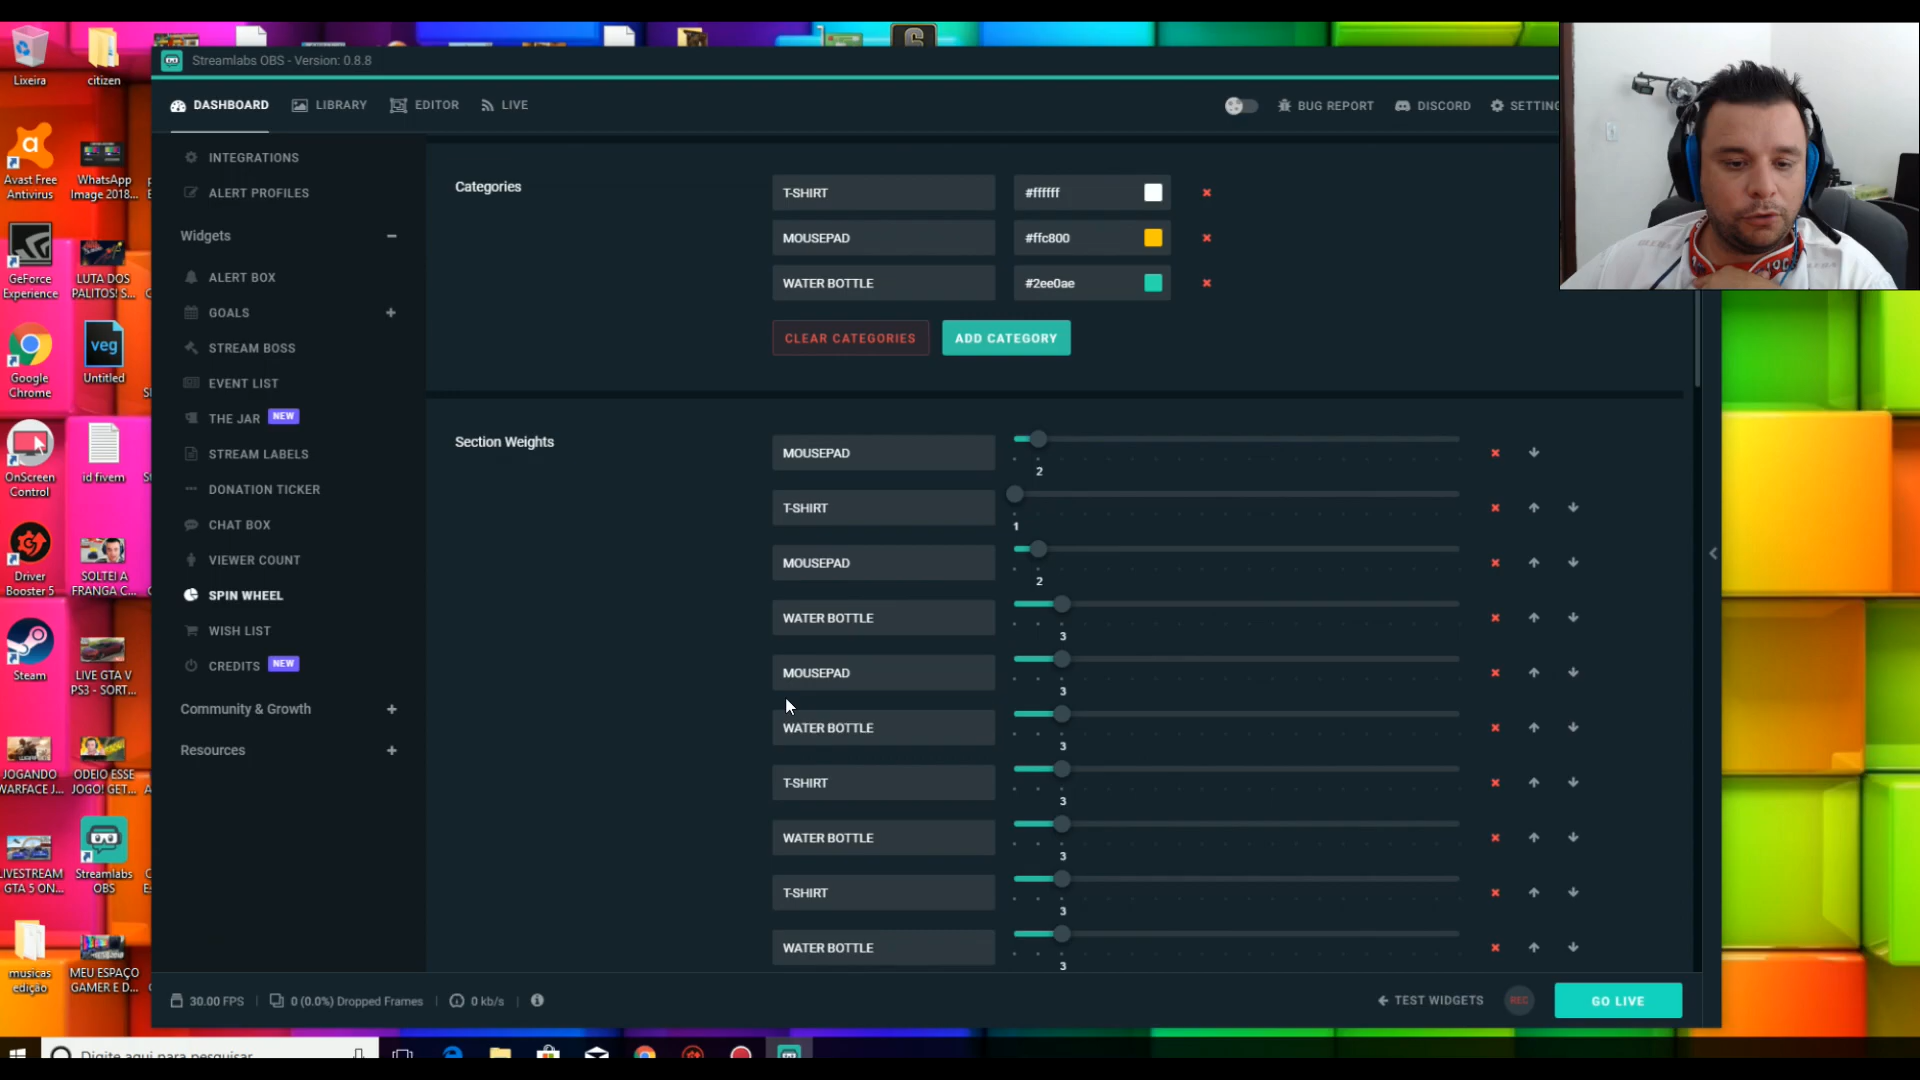 Streamlabs OBS - Version: 0.8.8
DASHBOARD
LIBRARY
EDITOR
LIVE
BUG REPORT
DISCORD
INTEGRATIONS
ALERT PROFILES
Widgets
ALERT BOX
GOALS
STREAM BOSS
EVENT LIST
THE JAR NEW
STREAM LABELS
DONATION TICKER
CHAT BOX
VIEWER COUNT
SPIN WHEEL
WISH LIST
CREDITS NEW
Community & Growth
Resources
Categories
T-SHIRT #ffffff
MOUSEPAD #ffc800
WATER BOTTLE #2ee0ae
CLEAR CATEGORIES
ADD CATEGORY
Section Weights
MOUSEPAD
2
T-SHIRT
1
MOUSEPAD
2
WATER BOTTLE
3
MOUSEPAD
3
WATER BOTTLE
3
T-SHIRT
3
WATER BOTTLE
3
T-SHIRT
3
WATER BOTTLE
3
30.00 FPS
0 (0.0%) Dropped Frames
0 kb/s
TEST WIDGETS
REC
GO LIVE
Lixeira
citizen
Avast Free
Antivirus
WhatsApp
Image 2018...
GeForce
Experience
LUTA DOS
PALITOS! S...
Google
Chrome
veg
Untitled
OnScreen
Control
id fivem
Driver
Booster 5
SOLTEI A
FRANGA C...
Steam
LIVE GTA V
PS3 - SORT...
JOGANDO
WARFACE J...
ODEIO ESSE
JOGO! GET...
LIVESTREAM
GTA 5 ON...
Streamlabs
OBS
musicas
edição
MEU ESPAÇO
GAMER E D...
Digite aqui para pesquisar